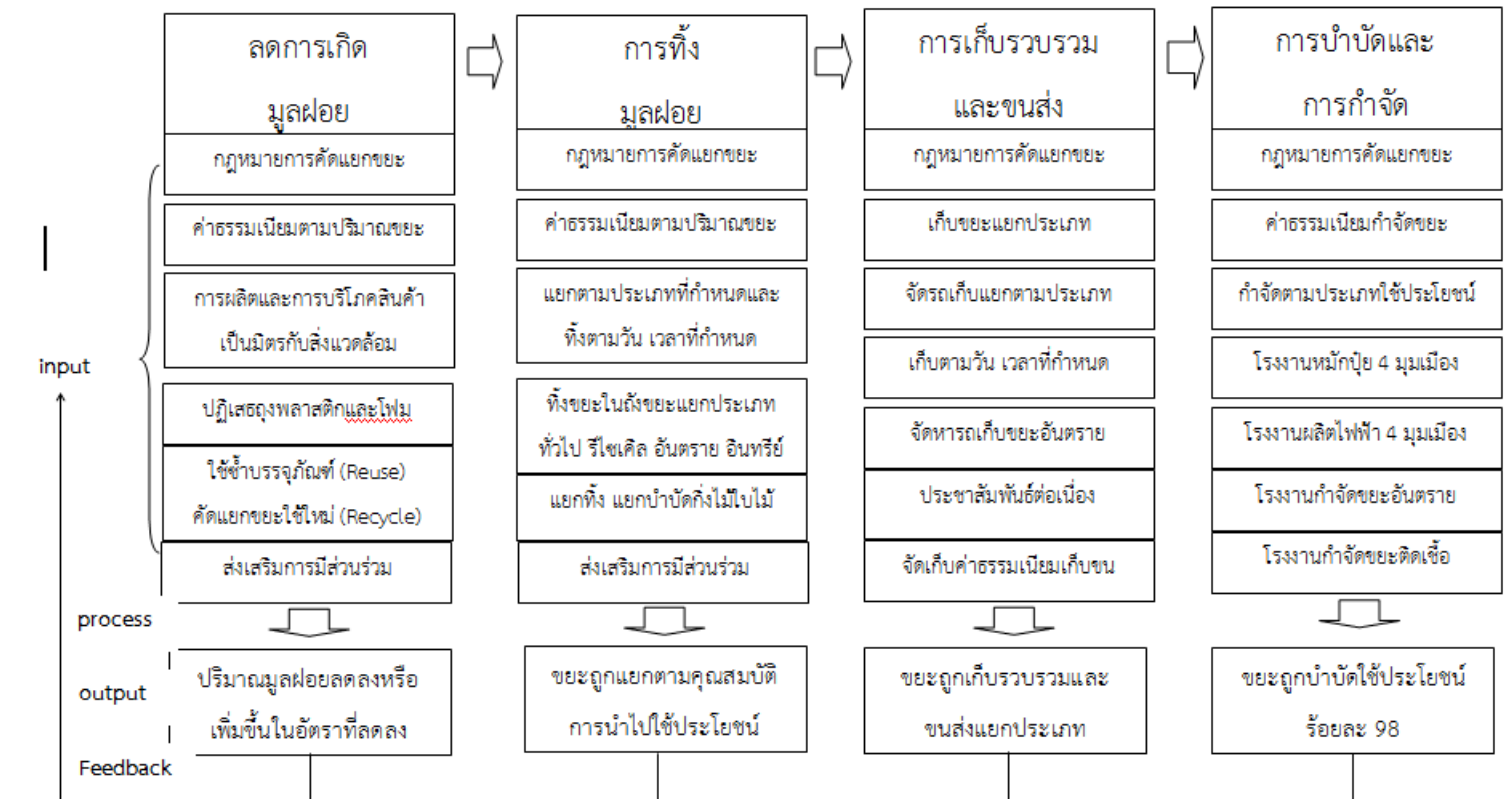 ลดการเกิด
มูลฝอย
กฎหมายการคัดแยกขยะ
ค่าธรรมเนียมตามปริมาณขยะ
การผลิตและการบริโภคสินค้า
เป็นมิตรกับสิ่งแวดล้อม
ปฏิเสธถุงพลาสติกและโฟม
ใช้ซ้ำบรรจุภัณฑ์ (Reuse)
คัดแยกขยะใช้ใหม่ (Recycle)
ส่งเสริมการมีส่วนร่วม
ปริมาณมูลฝอยลดลงหรือ
เพิ่มขึ้นในอัตราที่ลดลง
การทิ้ง
มูลฝอย
กฎหมายการคัดแยกขยะ
ค่าธรรมเนียมตามปริมาณขยะ
แยกตามประเภทที่กำหนดและ
ทิ้งตามวัน เวลาที่กำหนด
ทิ้งขยะในถังขยะแยกประเภท
ทั่วไป รีไซเคิล อันตราย อินทรีย์
แยกทิ้ง แยกบำบัดกิ่งไม้ใบไม้
ส่งเสริมการมีส่วนร่วม
ขยะถูกแยกตามคุณสมบัติ
การนำไปใช้ประโยชน์
การเก็บรวบรวม
และขนส่ง
กฎหมายการคัดแยกขยะ
เก็บขยะแยกประเภท
จัดรถเก็บแยกตามประเภท
เก็บตามวัน เวลาที่กำหนด
จัดหารถเก็บขยะอันตราย
ประชาสัมพันธ์ต่อเนื่อง
จัดเก็บค่าธรรมเนียมเก็บขน
ขยะถูกเก็บรวบรวมและ
ขนส่งแยกประเภท
การบำบัดและ
การกำจัด
กฎหมายการคัดแยกขยะ
ค่าธรรมเนียมกำจัดขยะ
กำจัดตามประเภทใช้ประโยชน์
โรงงานหมักปุ๋ย 4 มุมเมือง
โรงงานผลิตไฟฟ้า 4 มุมเมือง
โรงงานกำจัดขยะอันตราย
โรงงานกำจัดขยะติดเชื้อ
ขยะถูกบำบัดใช้ประโยชน์
ร้อยละ 98
input
process
output
Feedback